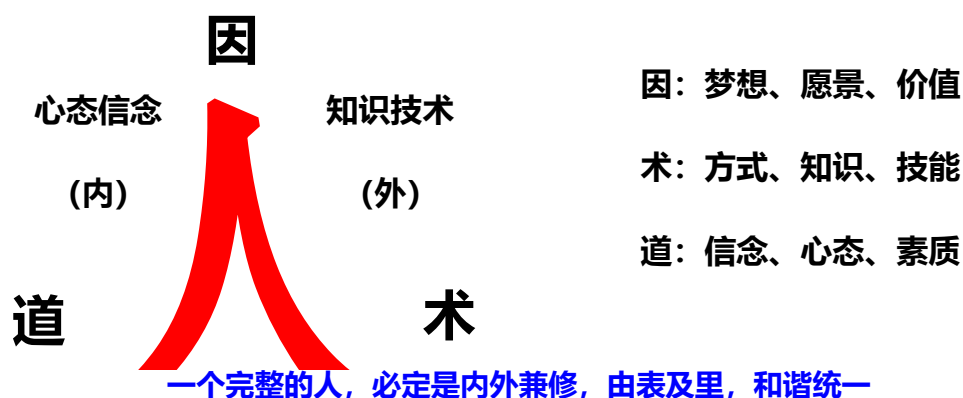 因
心态信念
知识技术
（内）
（外）
人
道
术
因：梦想、愿景、价值
术：方式、知识、技能
道：信念、心态、素质
一个完整的人，必定是内外兼修，由表及里，和谐统一